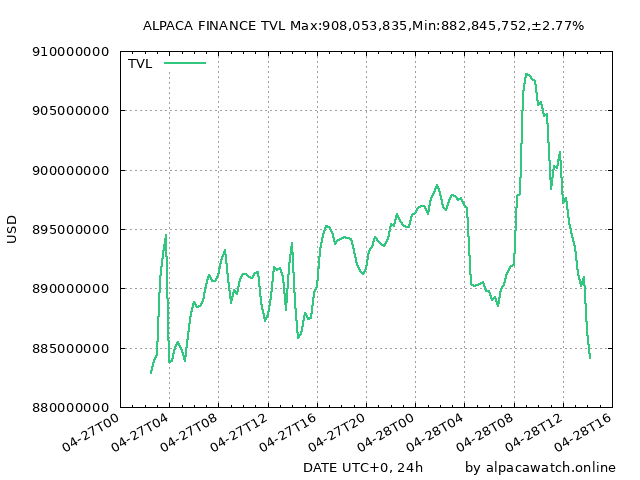 ALPACA FINANCE TVL Max:908,053,835,Min:882,845,752,±2.77%
910000000
TVL
905000000
900000000
895000000
USD
890000000
885000000
880000000
04-27T00
04-27T04
04-27T08
04-27T12
04-27T16
04-27T20
04-28T00
04-28T04
04-28T08
04-28T12
04-28T16
DATE UTC+0, 24h
by alpacawatch.online